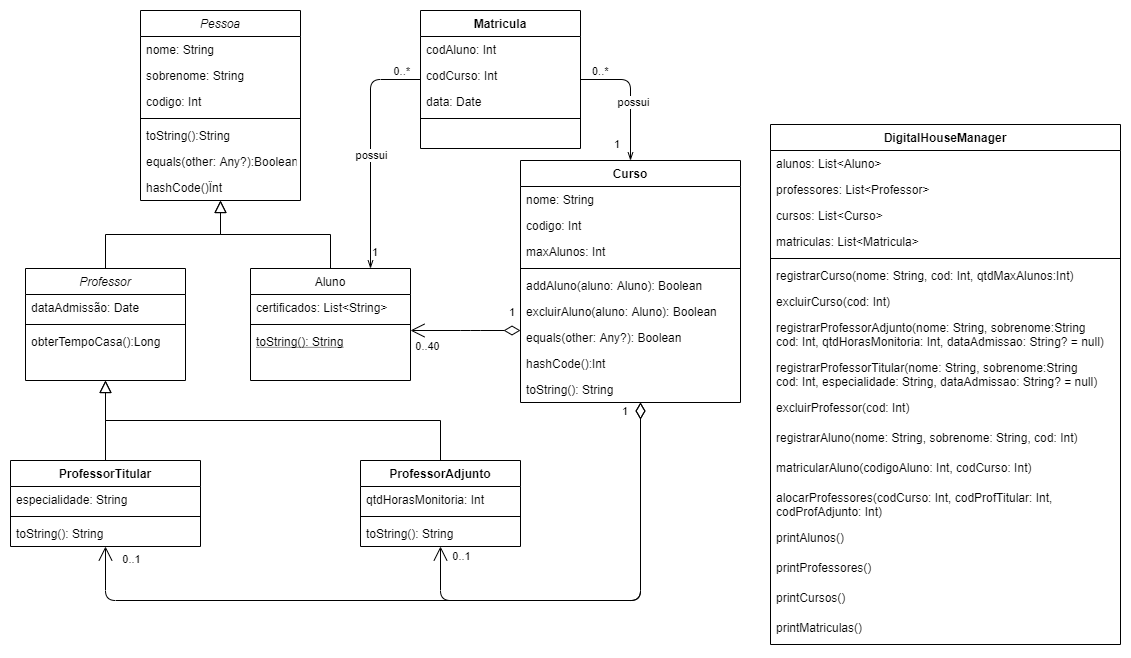 Pessoa
nome: String
sobrenome: String
codigo: Int
toString():String
equals(other: Any?):Boolean
hashCode()Ïnt
Matricula
codAluno: Int
codCurso: Int
data: Date
0..*
0..*
possui
possui
1
1
Curso
nome: String
codigo: Int
maxAlunos: Int
addAluno(aluno: Aluno): Boolean
excluirAluno(aluno: Aluno): Boolean
equals(other: Any?): Boolean
hashCode():Int
toString(): String
Professor
dataAdmissão: Date
obterTempoCasa():Long
Aluno
certificados: List<String>
toString(): String
1
0..40
1
ProfessorTitular
especialidade: String
toString(): String
0..1
ProfessorAdjunto
qtdHorasMonitoria: Int
toString(): String
0..1
DigitalHouseManager
alunos: List<Aluno>
professores: List<Professor>
cursos: List<Curso>
matriculas: List<Matricula>
registrarCurso(nome: String, cod: Int, qtdMaxAlunos:Int)
excluirCurso(cod: Int)
registrarProfessorAdjunto(nome: String, sobrenome:String
cod: Int, qtdHorasMonitoria: Int, dataAdmissao: String? = null)
registrarProfessorTitular(nome: String, sobrenome:String
cod: Int, especialidade: String, dataAdmissao: String? = null)
excluirProfessor(cod: Int)
registrarAluno(nome: String, sobrenome: String, cod: Int)
matricularAluno(codigoAluno: Int, codCurso: Int)
alocarProfessores(codCurso: Int, codProfTitular: Int,
codProfAdjunto: Int)
printAlunos()
printProfessores()
printCursos()
printMatriculas()